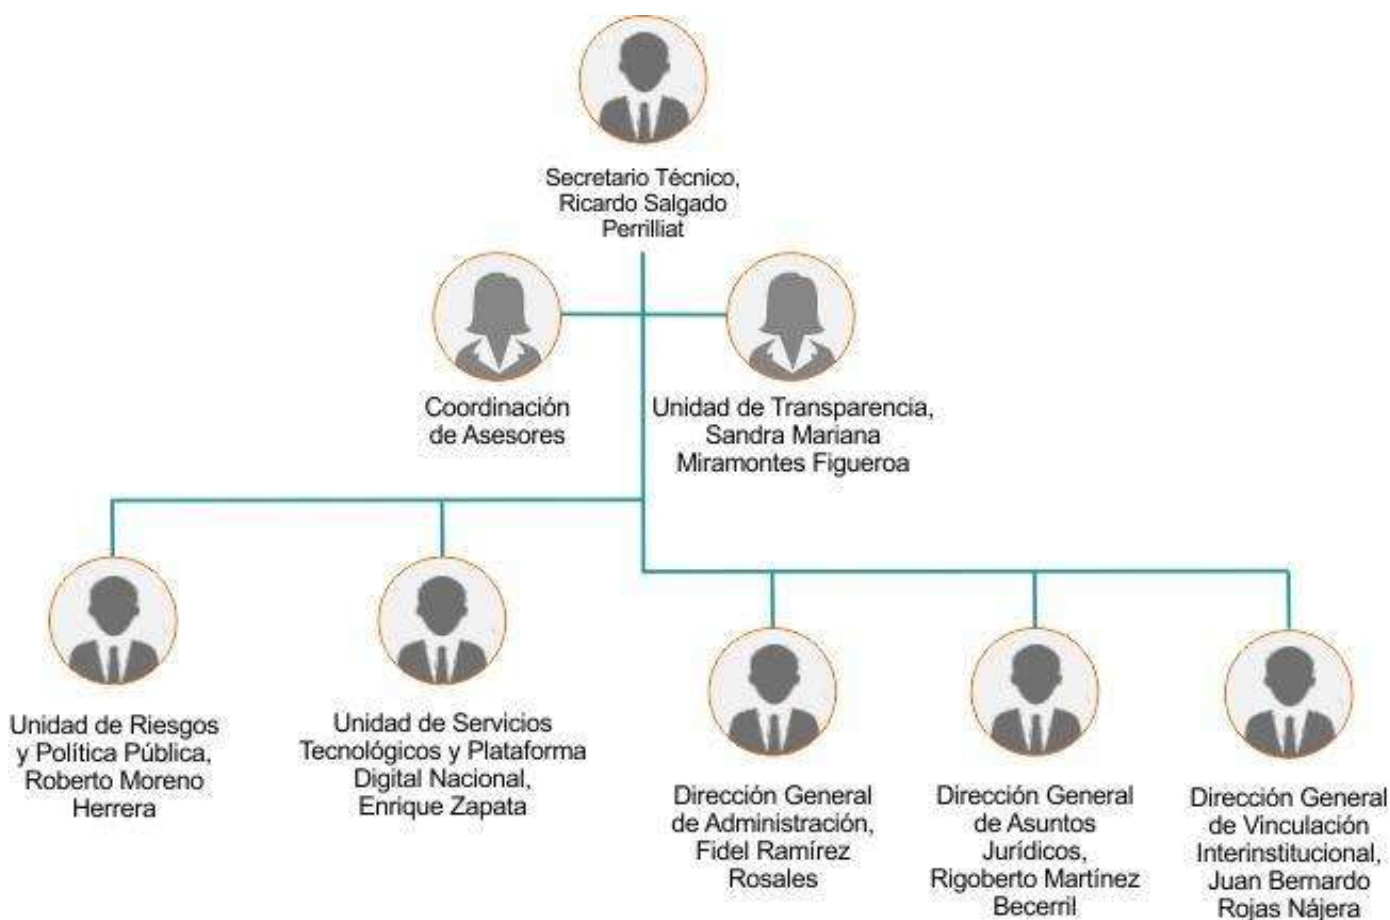 Secretario Técnico,
Ricardo Salgado
Perrilliat
Coordinación
de Asesores
Unidad de Transparencia,
Sandra Mariana
Miramontes Figueroa
Unidad de Riesgos
y Política Pública,
Roberto Moreno
Herrera
Unidad de Servicios
Tecnológicos y Plataforma
Digital Nacional,
Enrique Zapata
Dirección General
de Administración,
Fidel Ramírez
Rosales
Dirección General
de Asuntos
Jurídicos,
Rigoberto Martínez
Becerril
Dirección General
de Vinculación
Interinstitucional,
Juan Bernardo
Rojas Nájera